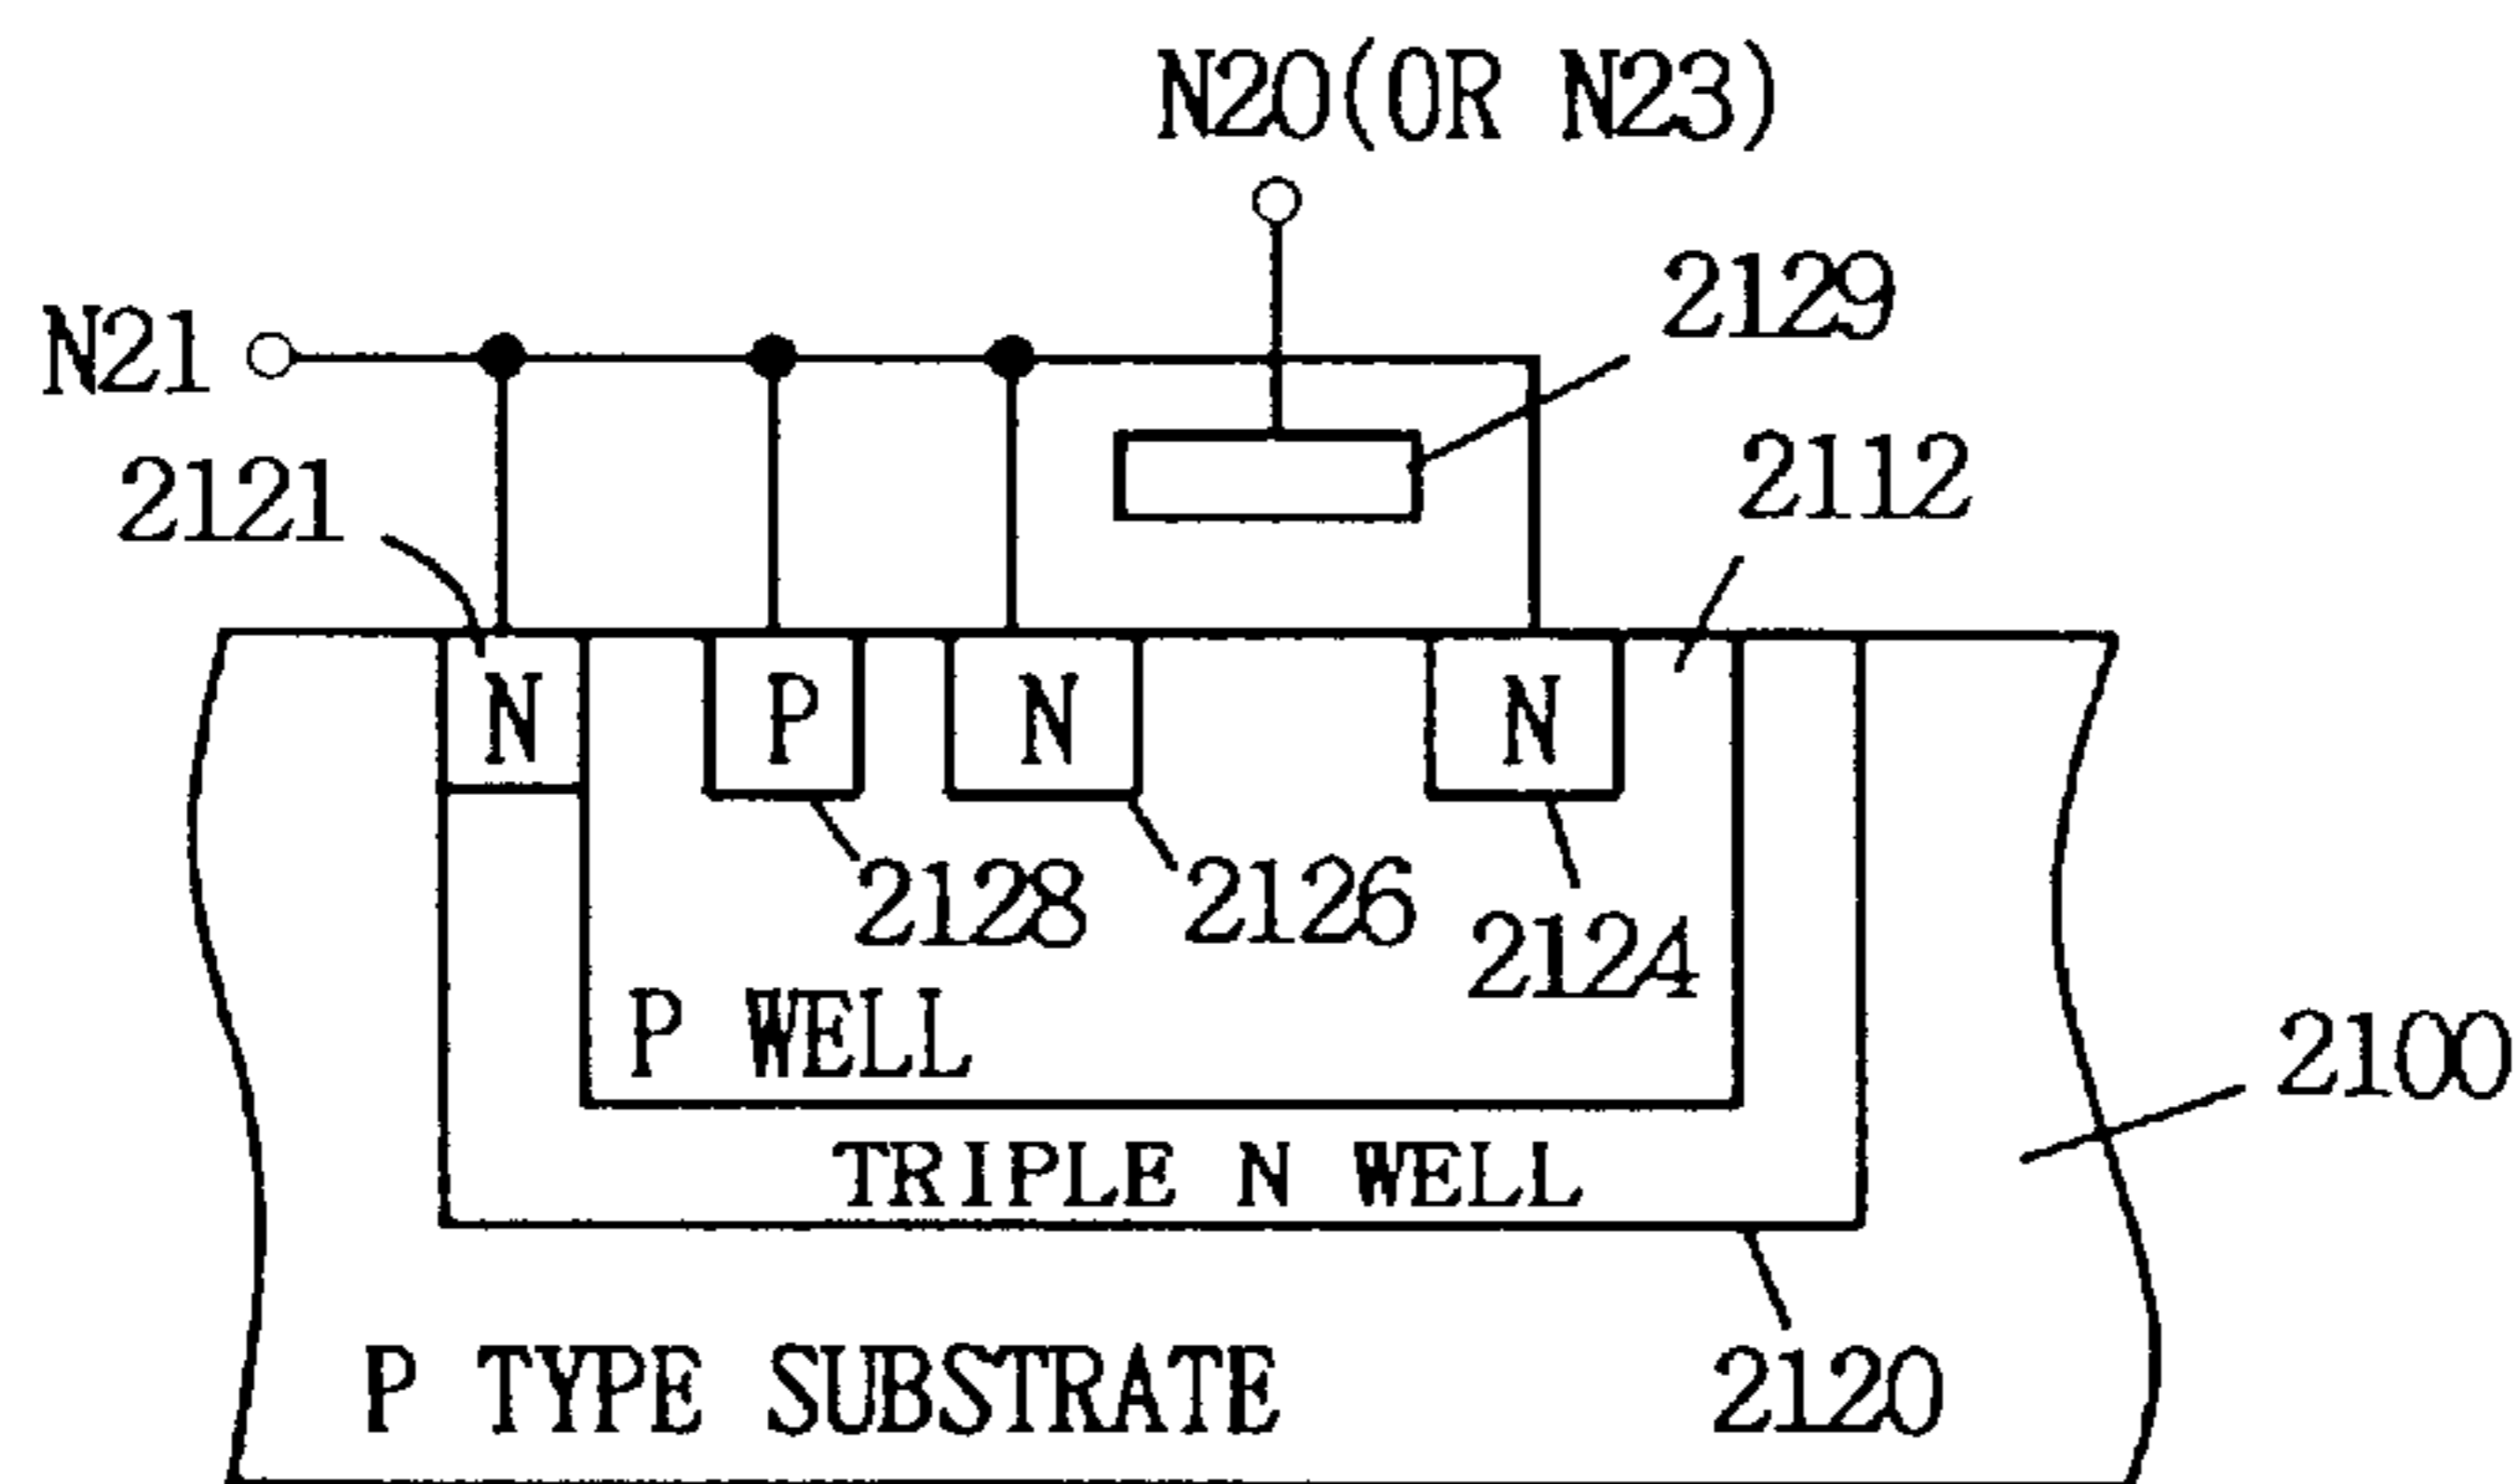 N20(OR N23)
2129
N21
2112
2121
N P N N
2128 2126 2124
P WELL
2100
TRIPLE N WELL
P TYPE SUBSTRATE 2120